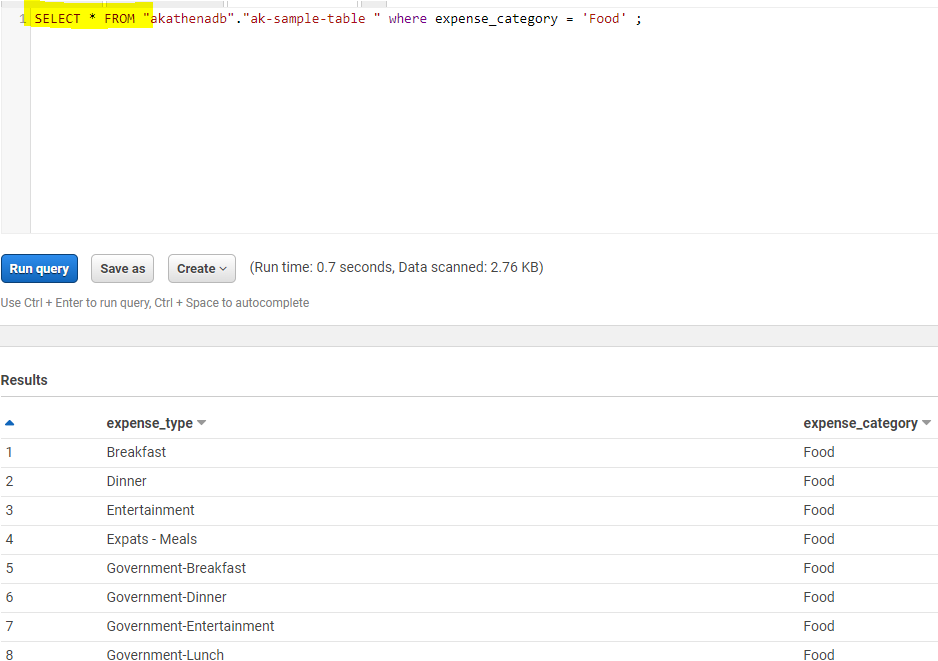 1 SELECT * FROM "akathenadb"."ak-sample-table " where expense_category = 'Food' ;
Run query Save as Create (Run time: 0.7 seconds, Data scanned: 2.76 KB)
Use Ctrl + Enter to run query, Ctrl + Space to autocomplete
Results
expense_type expense_category
1 Breakfast Food
2 Dinner Food
3 Entertainment Food
4 Expats - Meals Food
5 Government-Breakfast Food
6 Government-Dinner Food
7 Government-Entertainment Food
8 Government-Lunch Food